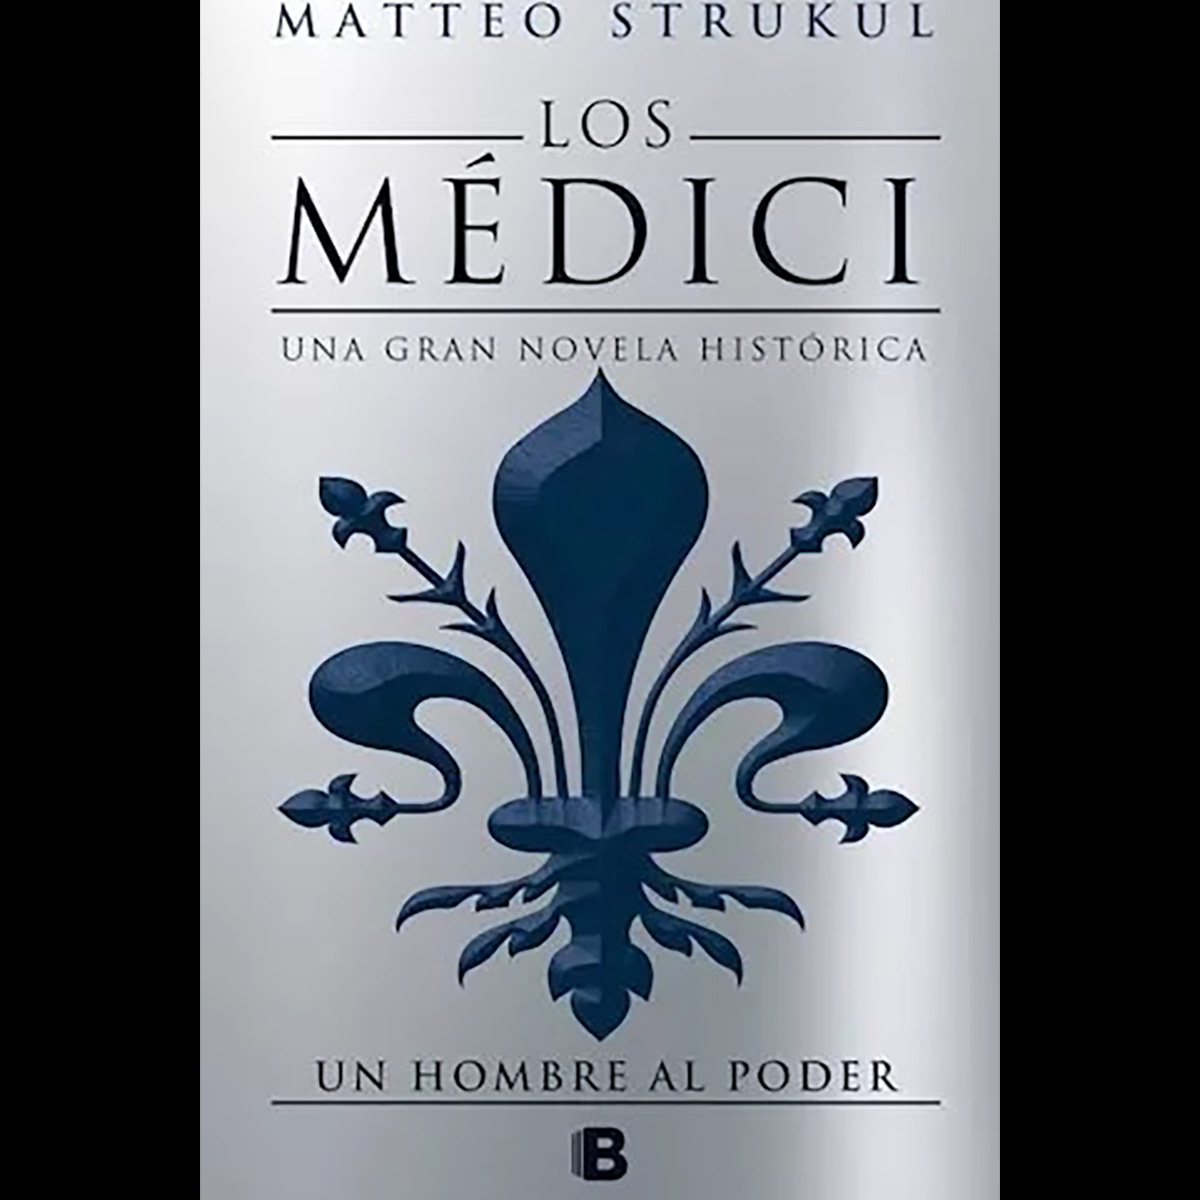 MATTEO STRUKUL
LOS
MÉDICI
UNA GRAN NOVELA HISTÓRICA
UN HOMBRE AL PODER
B